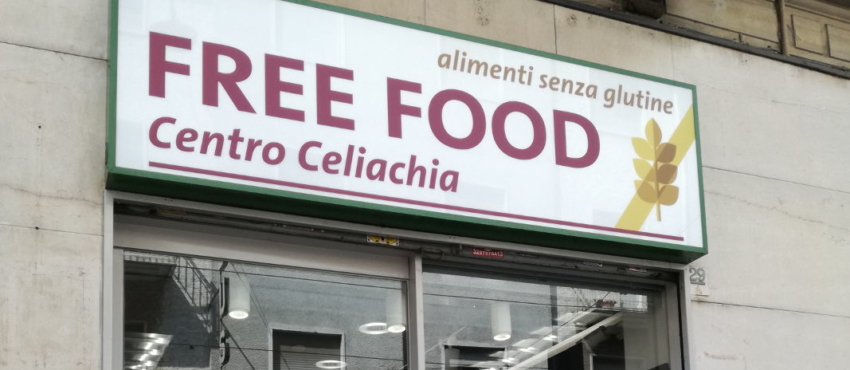 alimenti senza glutine
FREE FOOD
Centro Celiachia
29